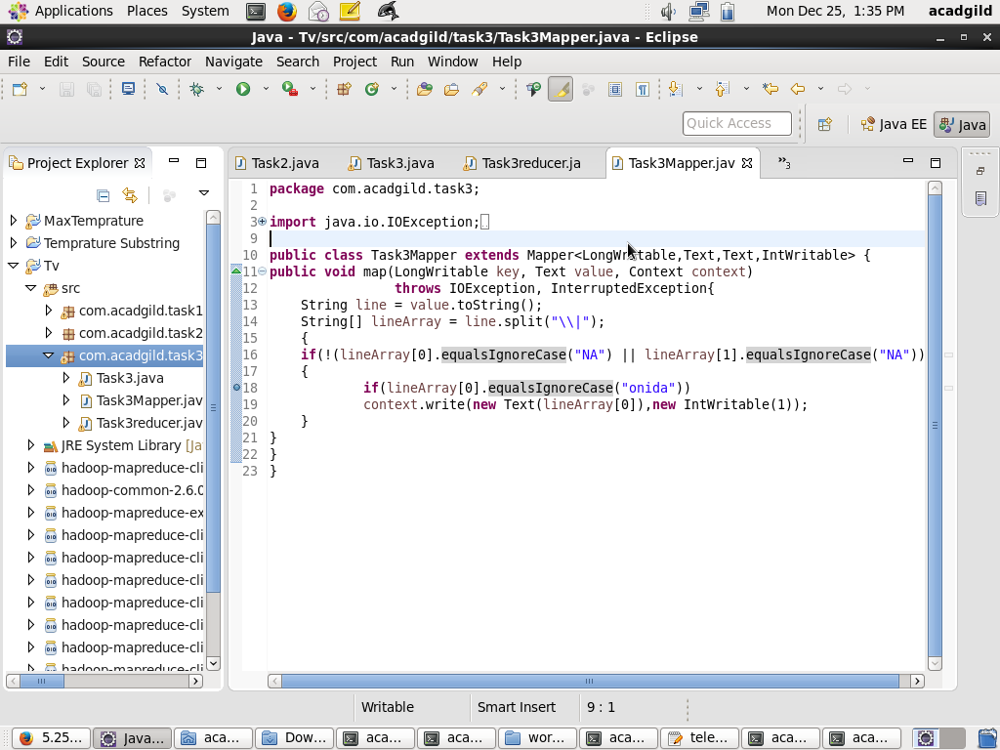 Applications Places System Mon Dec 25, 1:35 PM acadgild
Java - Tv/src/com/acadgild/task3/Task3Mapper.java - Eclipse
File Edit Source Refactor Navigate Search Project Run Window Help
Quick Access Java EE Java
Project Explorer
MaxTemprature
Temprature Substring
Tv
src
com.acadgild.task1
com.acadgild.task2
com.acadgild.task3
Task3.java
Task3Mapper.jav
Task3reducer.jav
JRE System Library [Ja
hadoop-mapreduce-cli
hadoop-common-2.6.0
hadoop-mapreduce-ex
hadoop-mapreduce-cli
hadoop-mapreduce-cli
hadoop-mapreduce-cli
hadoop-mapreduce-cli
hadoop-mapreduce-cli
hadoop-mapreduce-cli
hadoop-mapreduce-cli
Task2.java Task3.java Task3reducer.ja Task3Mapper.jav »3
1 package com.acadgild.task3;
2
3 import java.io.IOException;
9
10 public class Task3Mapper extends Mapper<LongWritable,Text,Text,IntWritable> {
11 public void map(LongWritable key, Text value, Context context)
12 throws IOException, InterruptedException{
13 String line = value.toString();
14 String[] lineArray = line.split("\\|");
15 {
16 if(!(lineArray[0].equalsIgnoreCase("NA") || lineArray[1].equalsIgnoreCase("NA"))
17 {
18 if(lineArray[0].equalsIgnoreCase("onida"))
19 context.write(new Text(lineArray[0]),new IntWritable(1));
20 }
21 }
22 }
23 }
Writable Smart Insert 9 : 1
5.25... Java... aca... Dow... aca... aca... wor... aca... tele... aca... aca...